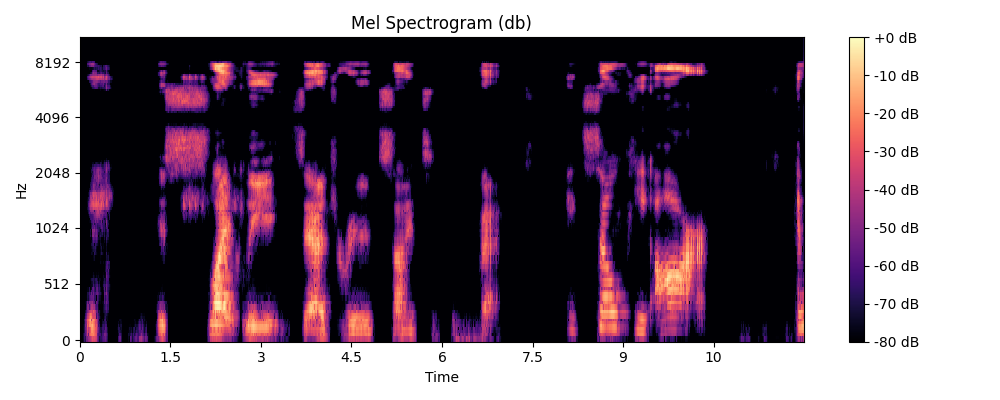 Mel Spectrogram (db)
+0 dB
8192
-10 dB
4096
-20 dB
-30 dB
Hz
2048
-40 dB
1024
-50 dB
512
-60 dB
-70 dB
0
-80 dB
0 1.5 3 4.5 6 7.5 9 10
Time